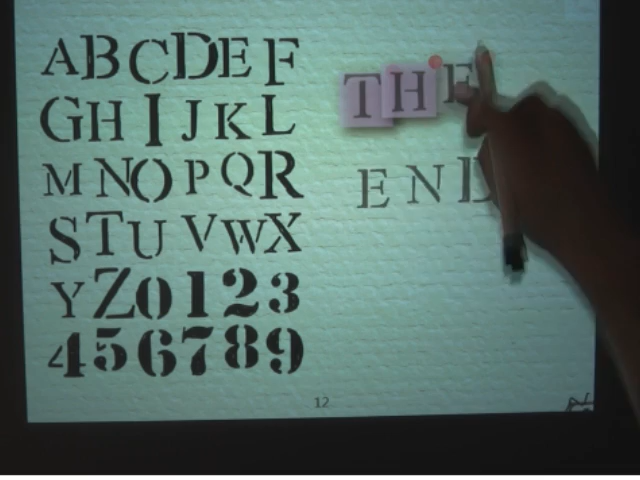 ABCDEF
GHIJKL
MNOPQR
STUVWX
YZ0123
456789
THE
END
12